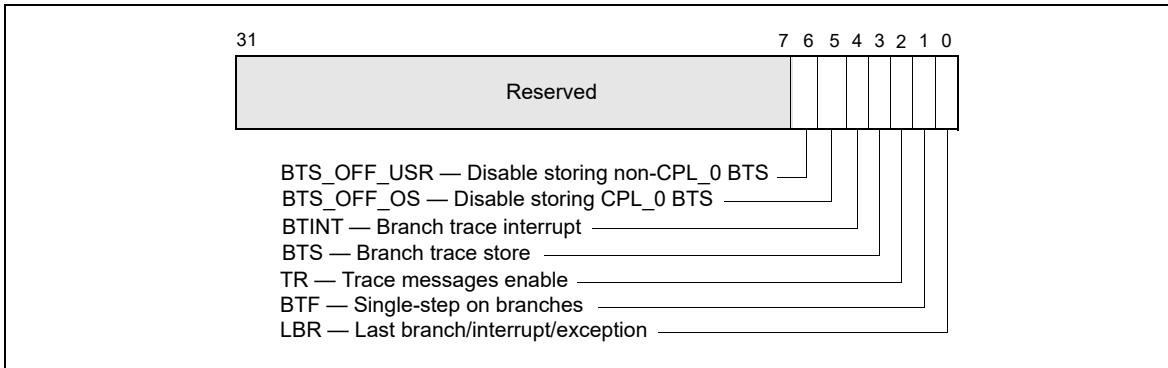 31 7 6 5 4 3 2 1 0
Reserved
BTS_OFF_USR — Disable storing non-CPL_0 BTS
BTS_OFF_OS — Disable storing CPL_0 BTS
BTINT — Branch trace interrupt
BTS — Branch trace store
TR — Trace messages enable
BTF — Single-step on branches
LBR — Last branch/interrupt/exception